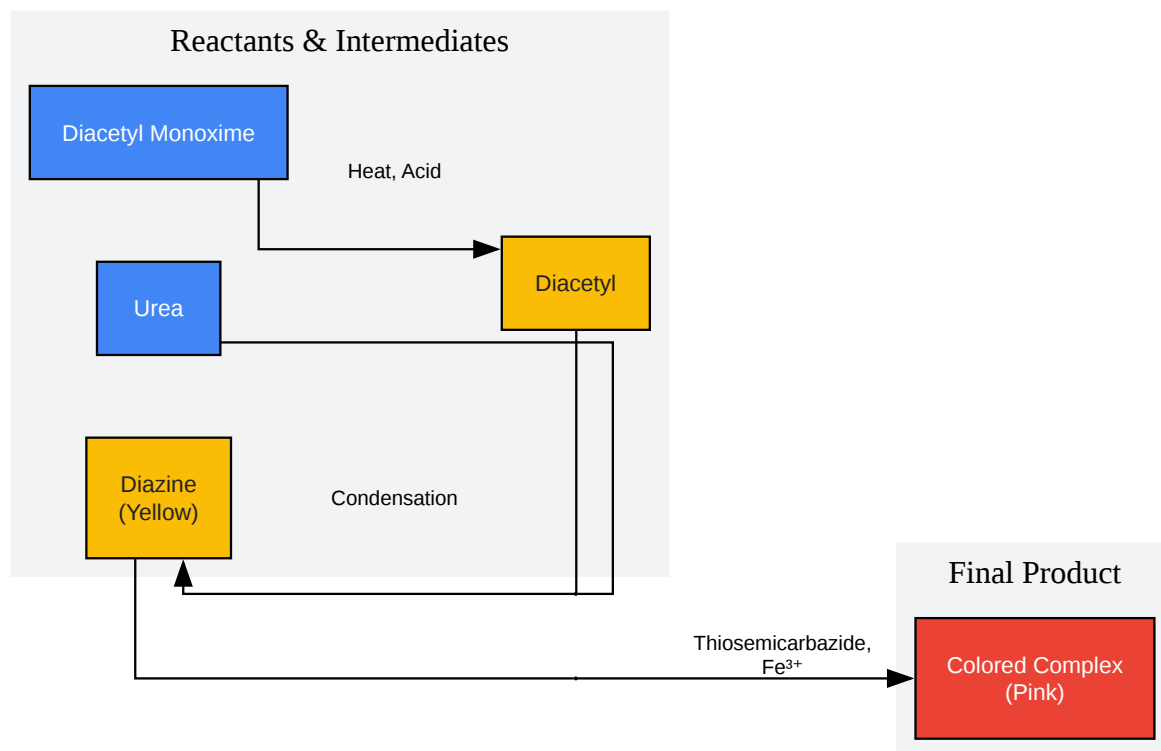 Reactants & Intermediates
Diacetyl Monoxime
Heat, Acid
Diacetyl
Urea
Diazine
(Yellow)
Condensation
Final Product
Thiosemicarbazide,
Fe³⁺
Colored Complex
(Pink)